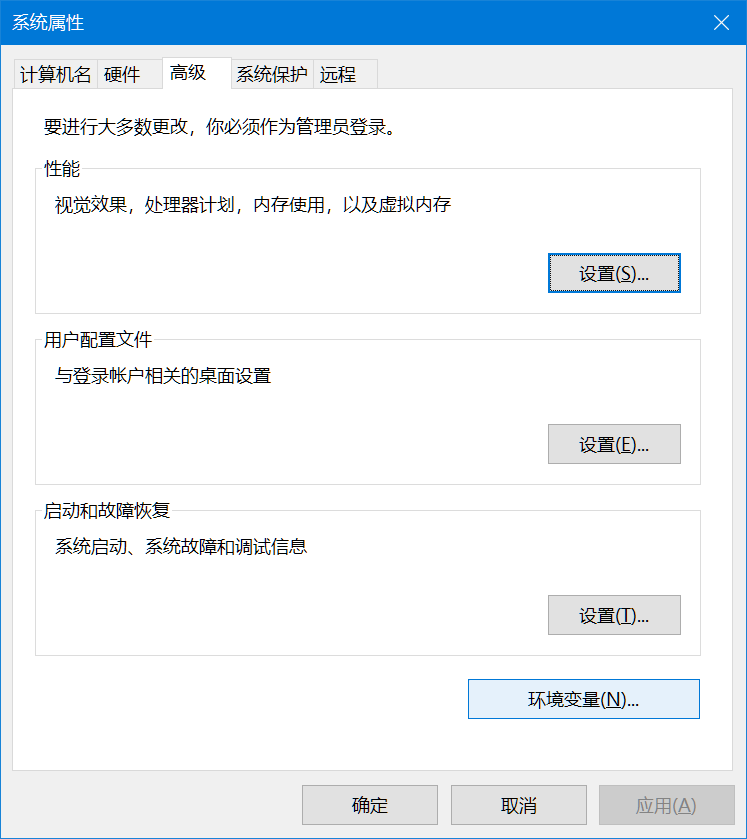 系统属性
计算机名 硬件 高级 系统保护 远程
要进行大多数更改，你必须作为管理员登录。
性能
视觉效果，处理器计划，内存使用，以及虚拟内存
设置(S)...
用户配置文件
与登录帐户相关的桌面设置
设置(E)...
启动和故障恢复
系统启动、系统故障和调试信息
设置(T)...
环境变量(N)...
确定 取消 应用(A)